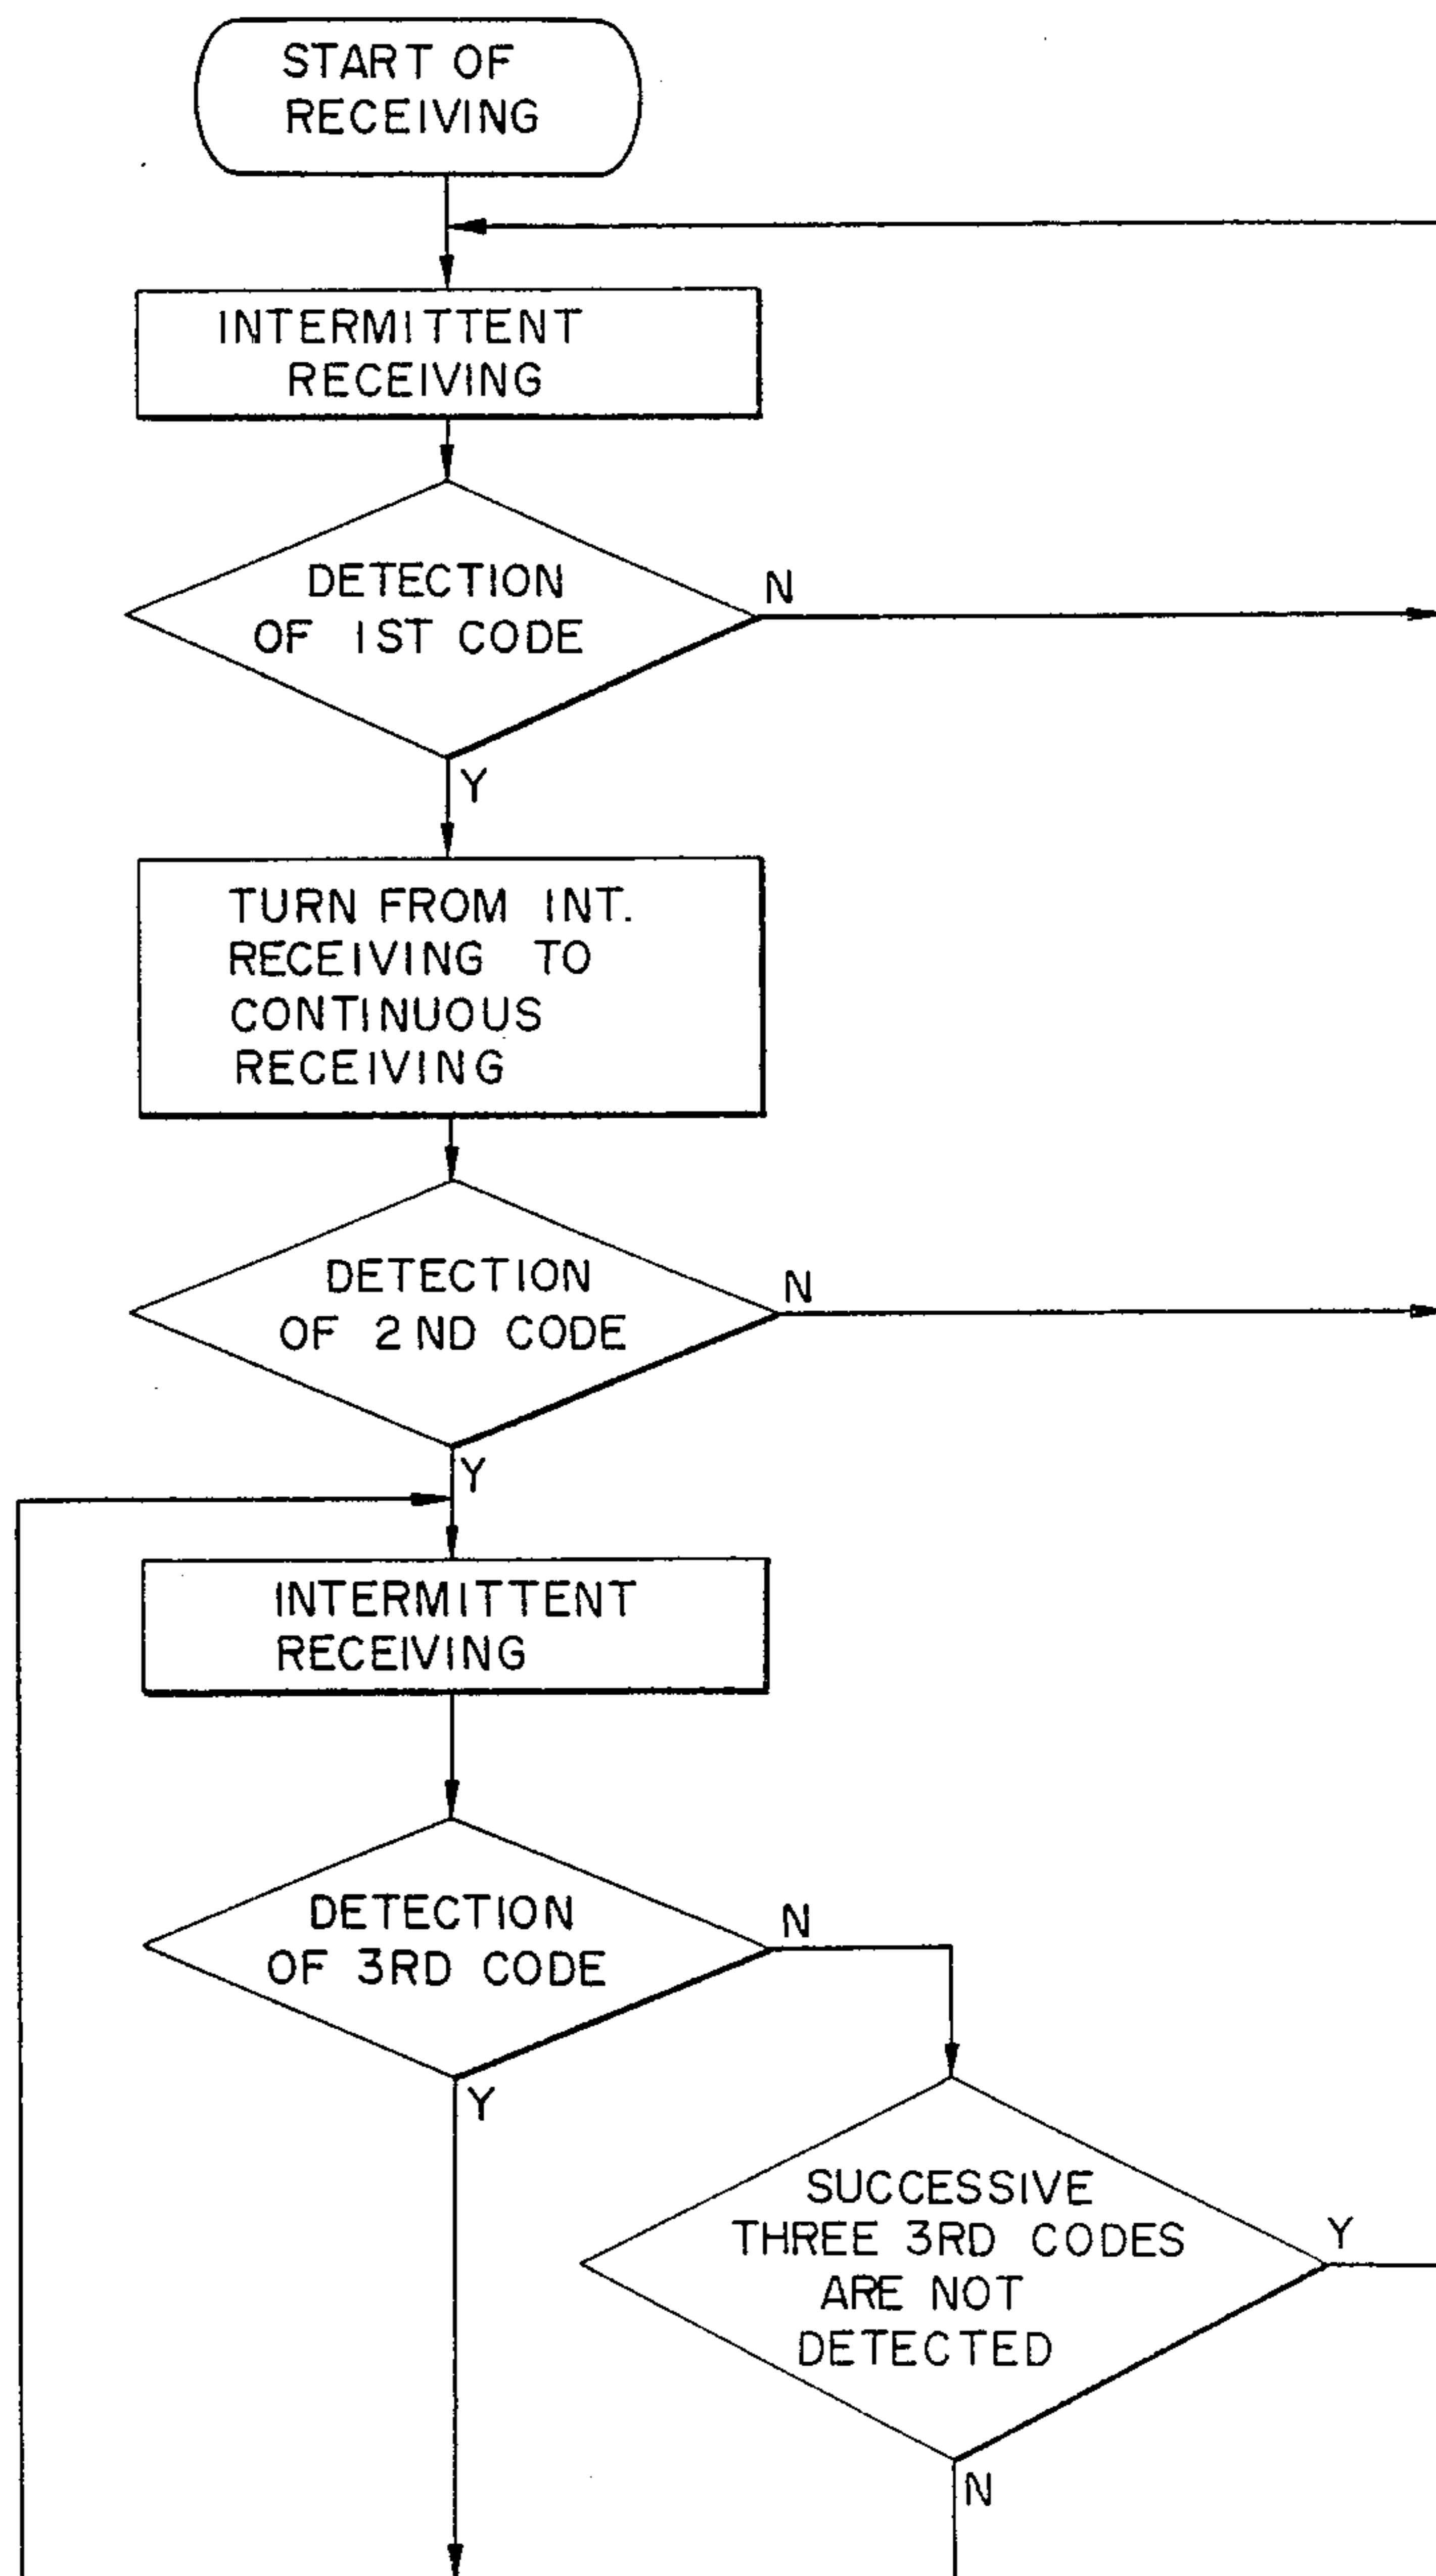 START OF
RECEIVING
INTERMITTENT
RECEIVING
DETECTION
OF 1ST CODE
N
Y
TURN FROM INT.
RECEIVING TO
CONTINUOUS
RECEIVING
DETECTION
OF 2ND CODE
N
Y
INTERMITTENT
RECEIVING
DETECTION
OF 3RD CODE
N
Y
SUCCESSIVE
THREE 3RD CODES
ARE NOT
DETECTED
Y
N